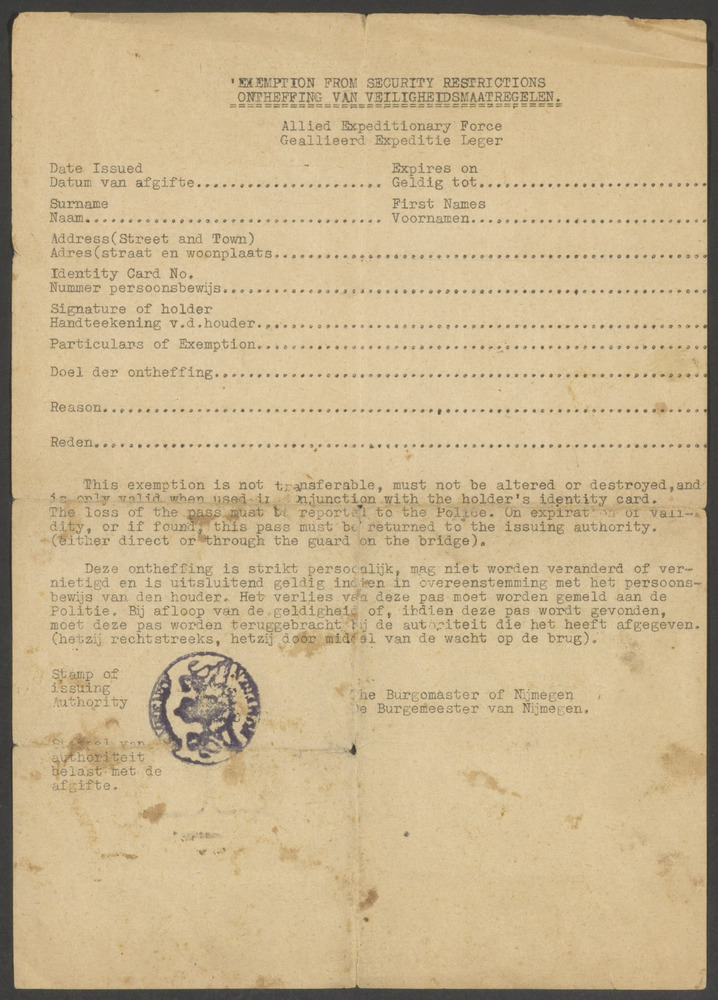 'EXEMPTION FROM SECURITY RESTRICTIONS
ONTHEFFING VAN VEILIGHEIDSMAATREGELEN.
Allied Expeditionary Force
Geallieerd Expeditie Leger
Date Issued Expires on
Datum van afgifte...................... Geldig tot...........................
Surname First Names
Naam................................... Voornamen............................
Address(Street and Town)
Adres(straat en woonplaats...................................................
Identity Card No.
Nummer persoonsbewijs........................................................
Signature of holder
Handteekening v.d.houder.....................................................
Particulars of Exemption.....................................................
Doel der ontheffing..........................................................
Reason.......................................................................
Reden........................................................................
This exemption is not transferable, must not be altered or destroyed,and
is only valid when used in conjunction with the holder's identity card.
The loss of the pass must be reported to the Police. On expiration of vali-
dity, or if found, this pass must be returned to the issuing authority.
(either direct or through the guard on the bridge).
Deze ontheffing is strikt persoonlijk, mag niet worden veranderd of ver-
nietigd en is uitsluitend geldig indien in overeenstemming met het persoons-
bewijs van den houder. Het verlies van deze pas moet worden gemeld aan de
Politie. Bij afloop van de geldigheid of, indien deze pas wordt gevonden,
moet deze pas worden teruggebracht bij de autoriteit die het heeft afgegeven.
(hetzij rechtstreeks, hetzij door middel van de wacht op de brug).
Stamp of
issuing
Authority
The Burgomaster of Nijmegen
De Burgemeester van Nijmegen.
van
authoriteit
belast met de
afgifte.